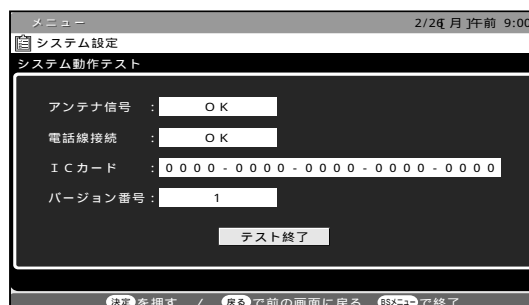 メニュー 2/26[月]午前 9:00
システム設定
システム動作テスト
アンテナ信号 : OK
電話線接続 : OK
ICカード : 0000-0000-0000-0000-0000
バージョン番号: 1
テスト終了
決定を押す / 戻るで前の画面に戻る BSメニューで終了